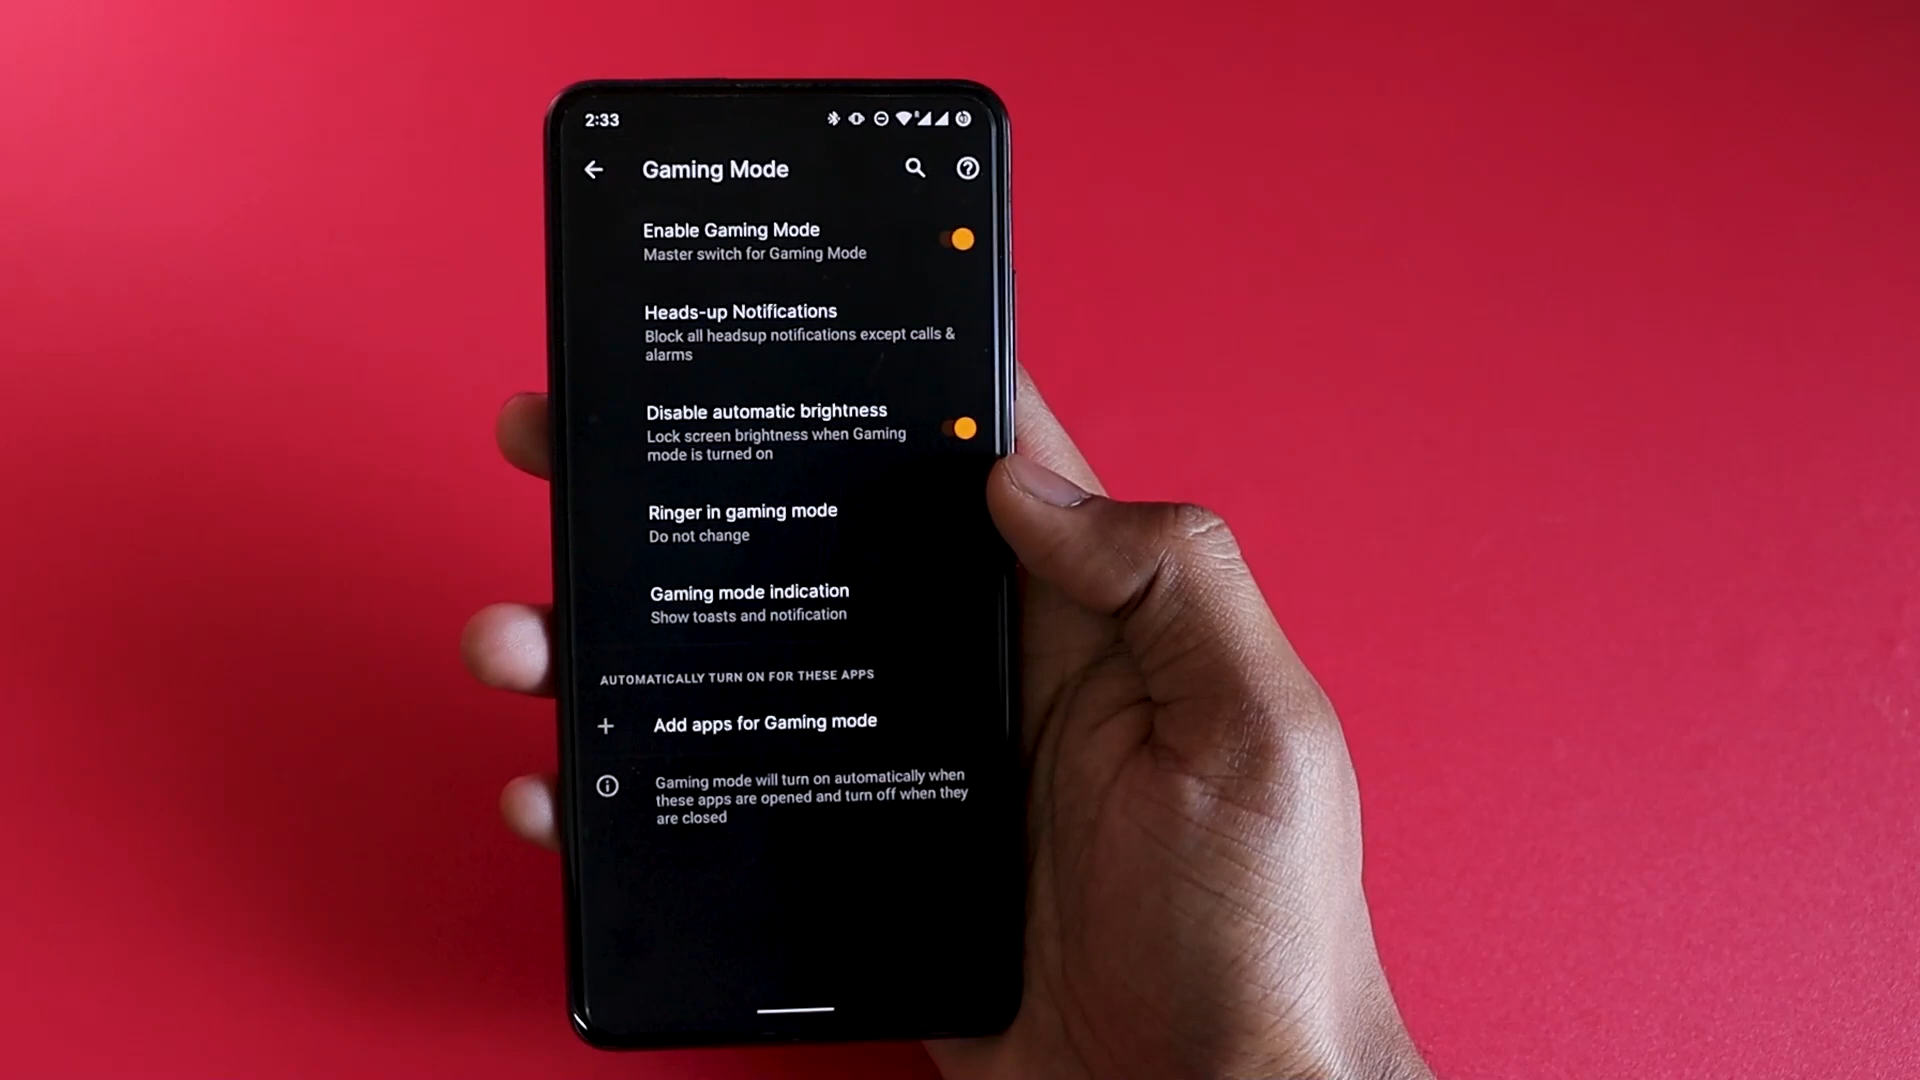 2:33
Gaming Mode
Enable Gaming Mode
Master switch for Gaming Mode
Heads-up Notifications
Block all headsup notifications except calls &
alarms
Disable automatic brightness
Lock screen brightness when Gaming
mode is turned on
Ringer in gaming mode
Do not change
Gaming mode indication
Show toasts and notification
AUTOMATICALLY TURN ON FOR THESE APPS
Add apps for Gaming mode
Gaming mode will turn on automatically when
these apps are opened and turn off when they
are closed